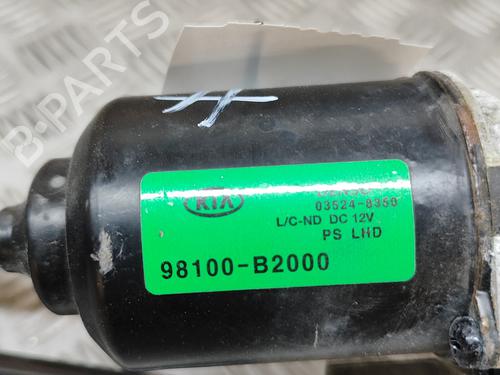 B-PARTS
KIA
03524-8350
L/C-ND DC 12V
PS LHD
98100-B2000